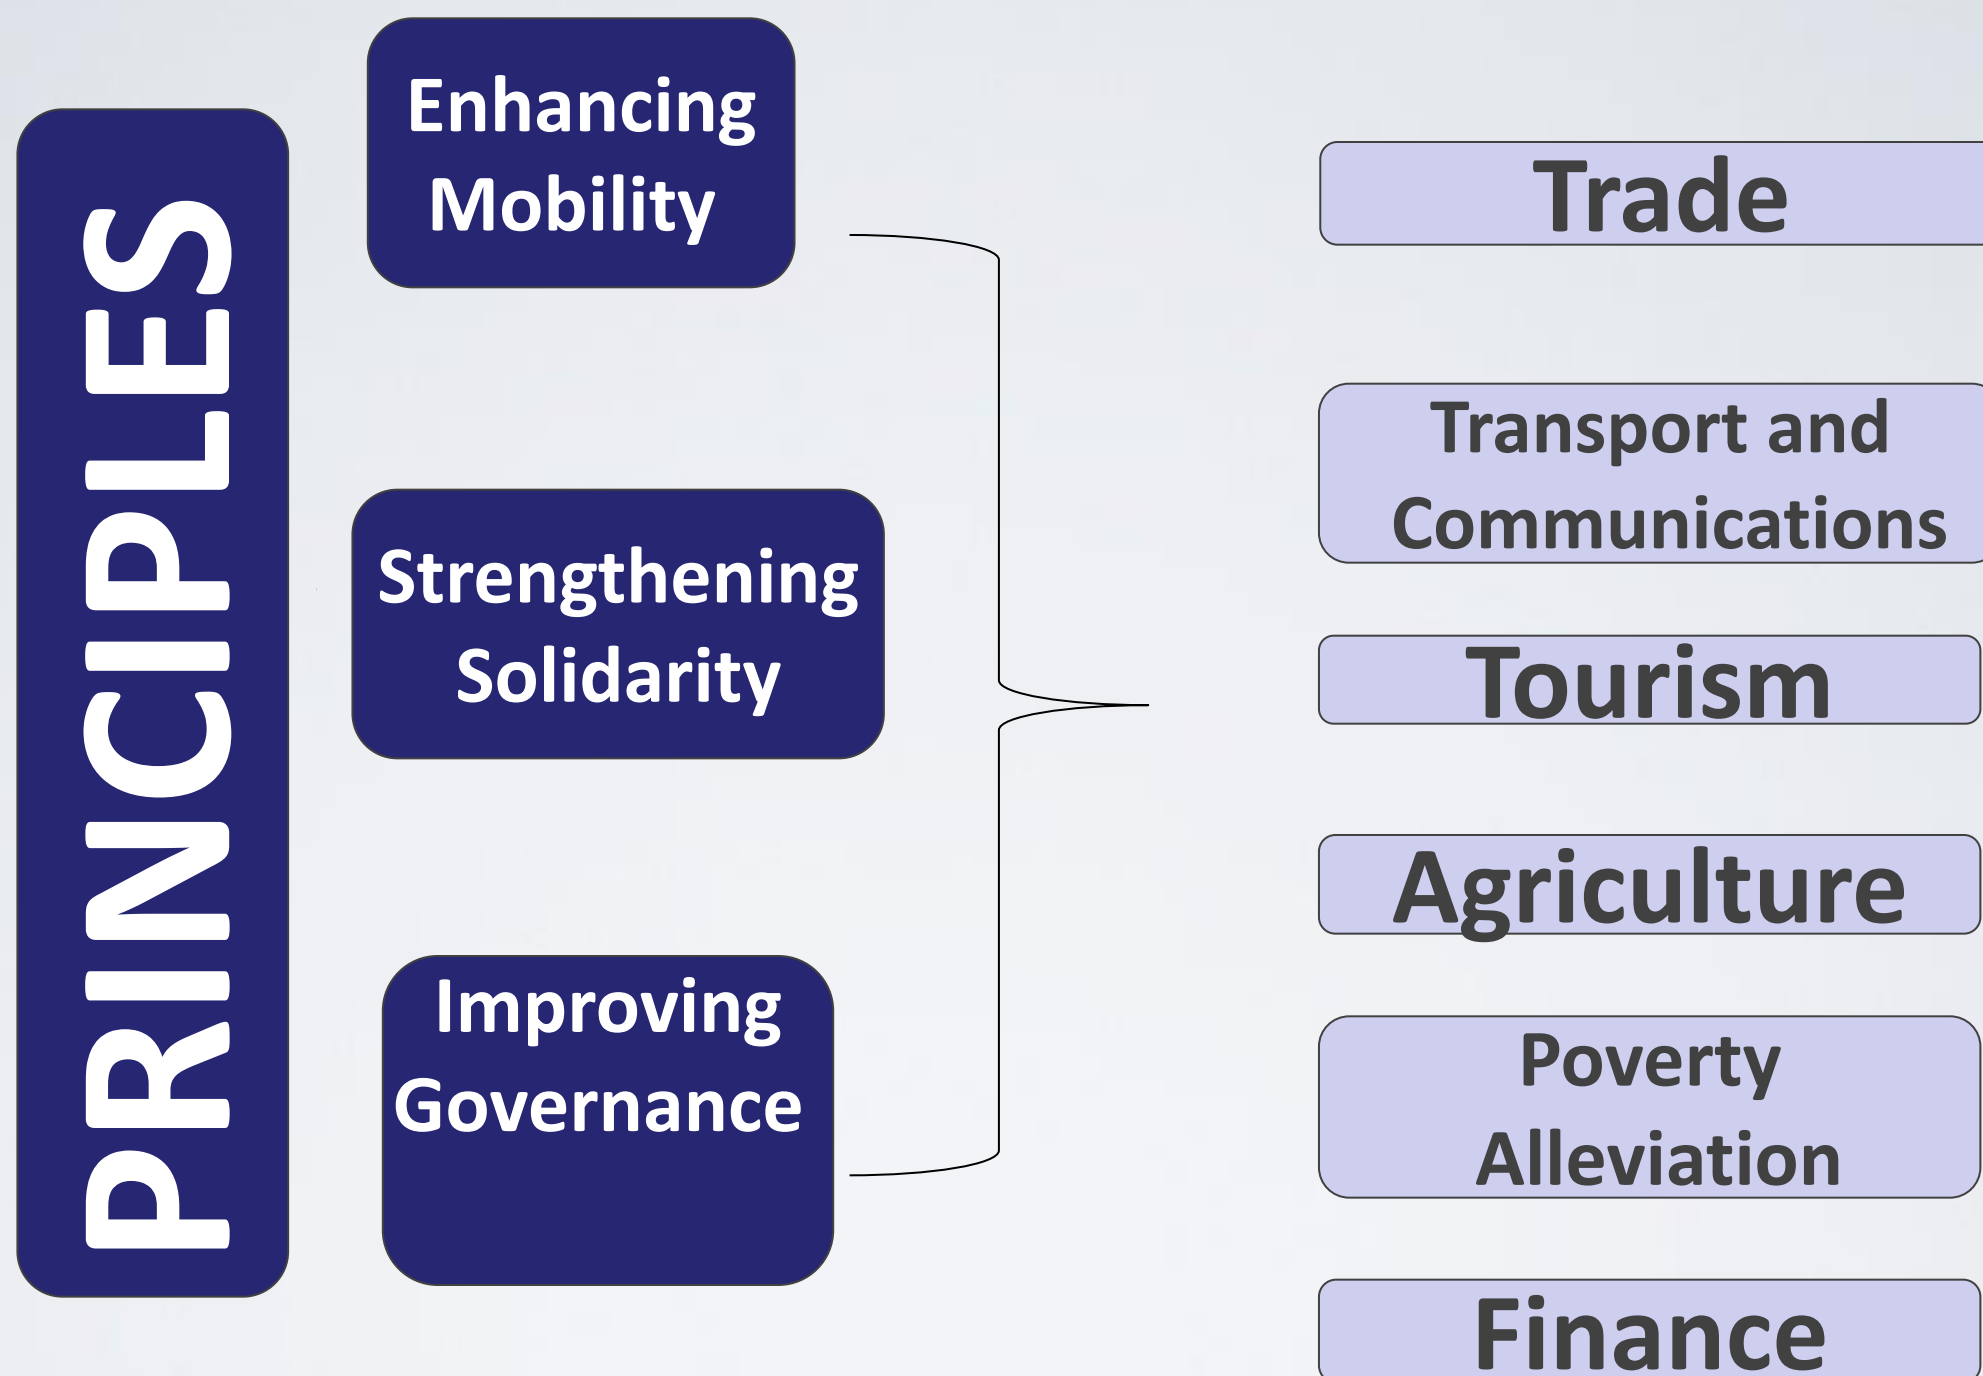 PRINCIPLES
Enhancing
Mobility
Strengthening
Solidarity
Improving
Governance
Trade
Transport and
Communications
Tourism
Agriculture
Poverty
Alleviation
Finance